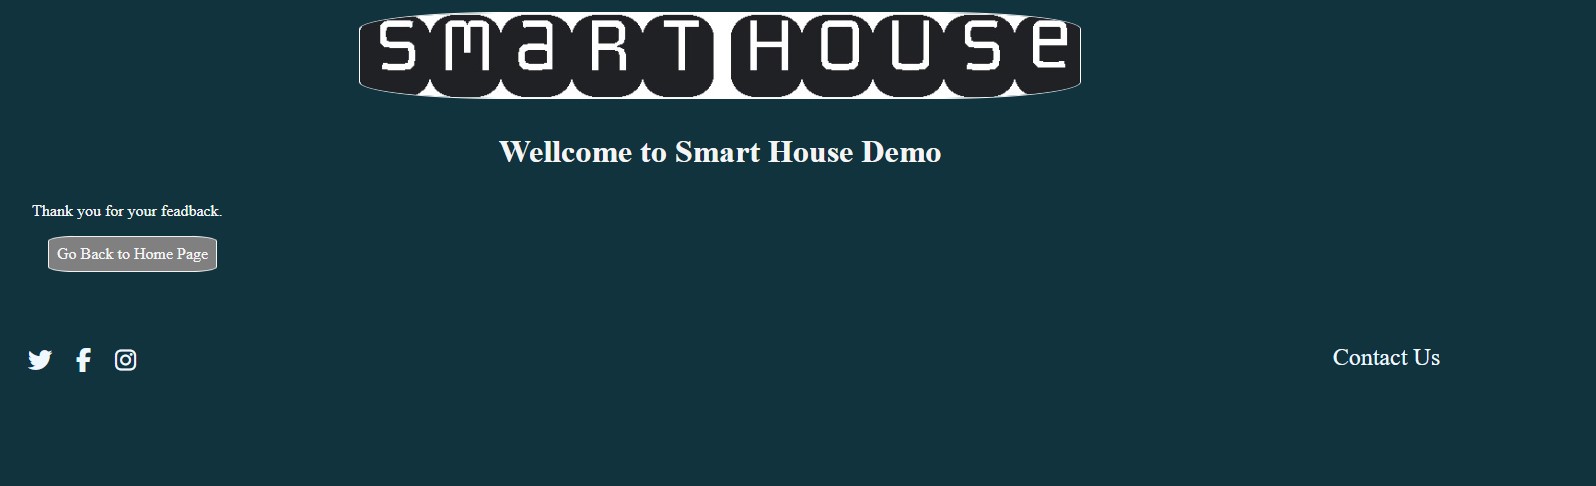 SmaRT HOUSe
Wellcome to Smart House Demo
Thank you for your feadback.
Go Back to Home Page
Contact Us